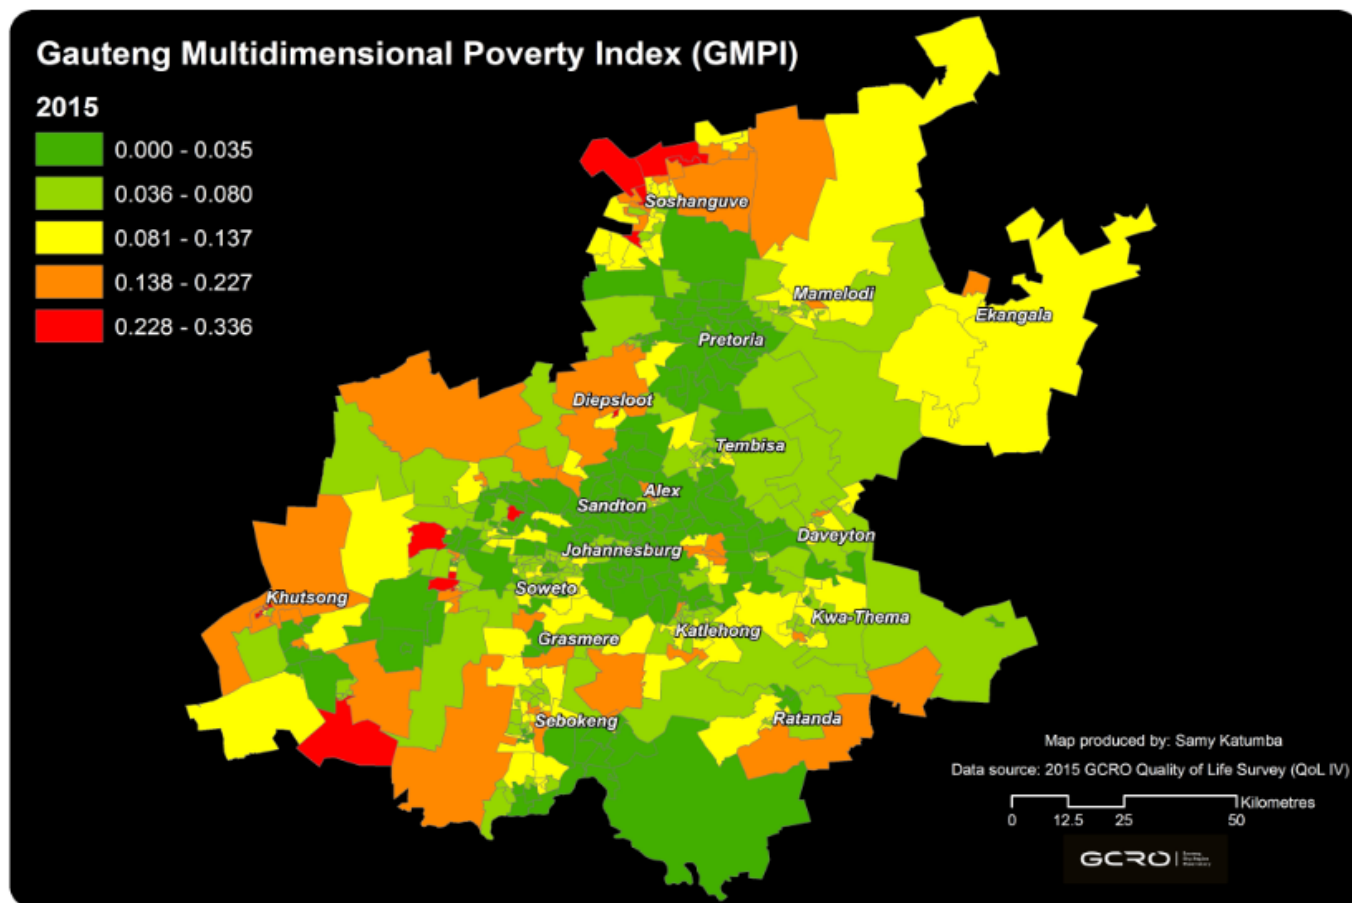 Gauteng Multidimensional Poverty Index (GMPI)
2015
0.000 - 0.035
0.036 - 0.080
0.081 - 0.137
0.138 - 0.227
0.228 - 0.336
Soshanguve
Mamelodi
Ekangala
Pretoria
Diepsloot
Tembisa
Alex
Sandton
Daveyton
Johannesburg
Soweto
Khutsong
Kwa-Thema
Katlehong
Grasmere
Ratanda
Sebokeng
Map produced by: Samy Katumba
Data source: 2015 GCRO Quality of Life Survey (QoL IV)
Kilometres
0 12.5 25 50
GCRO